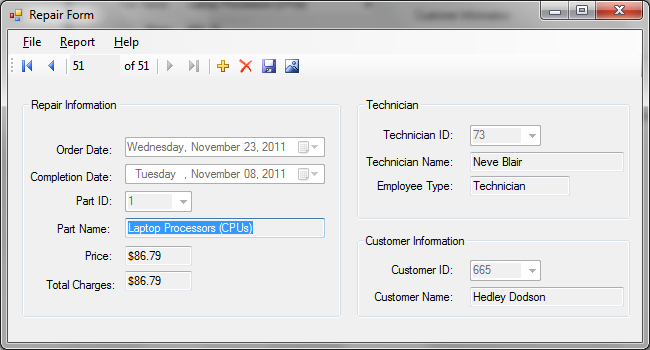 Repair Form
File Report Help
51 of 51
Repair Information
Order Date: Wednesday, November 23, 2011
Completion Date: Tuesday , November 08, 2011
Part ID: 1
Part Name: Laptop Processors (CPUs)
Price: $86.79
Total Charges: $86.79
Technician
Technician ID: 73
Technician Name: Neve Blair
Employee Type: Technician
Customer Information
Customer ID: 665
Customer Name: Hedley Dodson